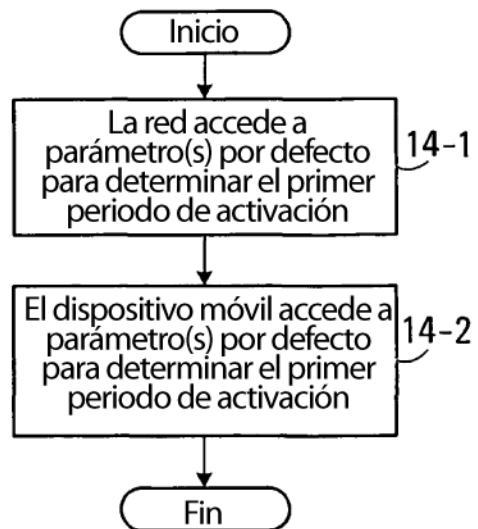 Inicio
La red accede a
parámetro(s) por defecto
para determinar el primer
periodo de activación
14-1
El dispositivo móvil accede a
parámetro(s) por defecto
para determinar el primer
periodo de activación
14-2
Fin